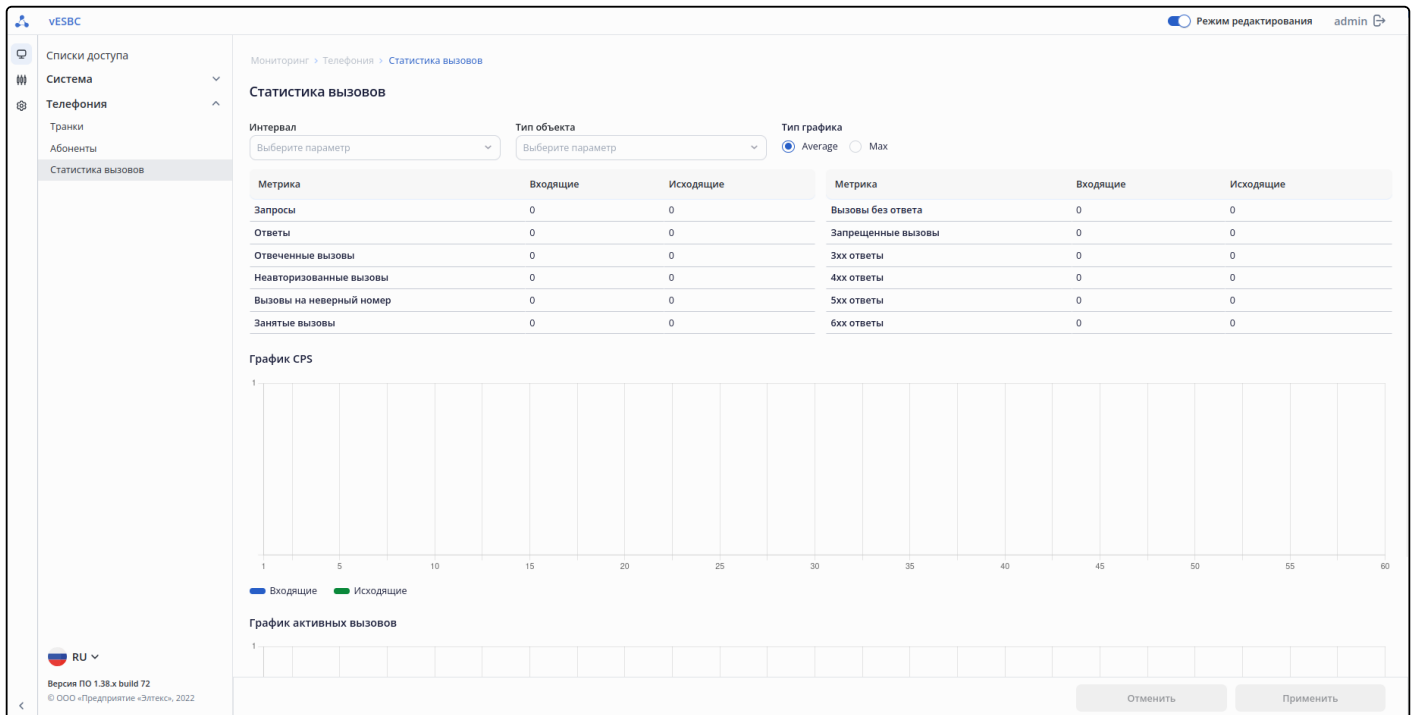 vESBC
Режим редактирования
admin
Списки доступа
Система
Телефония
Транки
Абоненты
Статистика вызовов
RU
Версия ПО 1.38.x build 72
© ООО «Предприятие «Элтекс», 2022
Мониторинг > Телефония > Статистика вызовов
Статистика вызовов
Интервал Тип объекта Тип графика
Выберите параметр Выберите параметр Average Max
Метрика Входящие Исходящие Метрика Входящие Исходящие
Запросы 0 0 Вызовы без ответа 0 0
Ответы 0 0 Запрещенные вызовы 0 0
Отвеченные вызовы 0 0 3xx ответы 0 0
Неавторизованные вызовы 0 0 4xx ответы 0 0
Вызовы на неверный номер 0 0 5xx ответы 0 0
Занятые вызовы 0 0 6xx ответы 0 0
График CPS
1
1 5 10 15 20 25 30 35 40 45 50 55 60
Входящие Исходящие
График активных вызовов
1
Отменить Применить